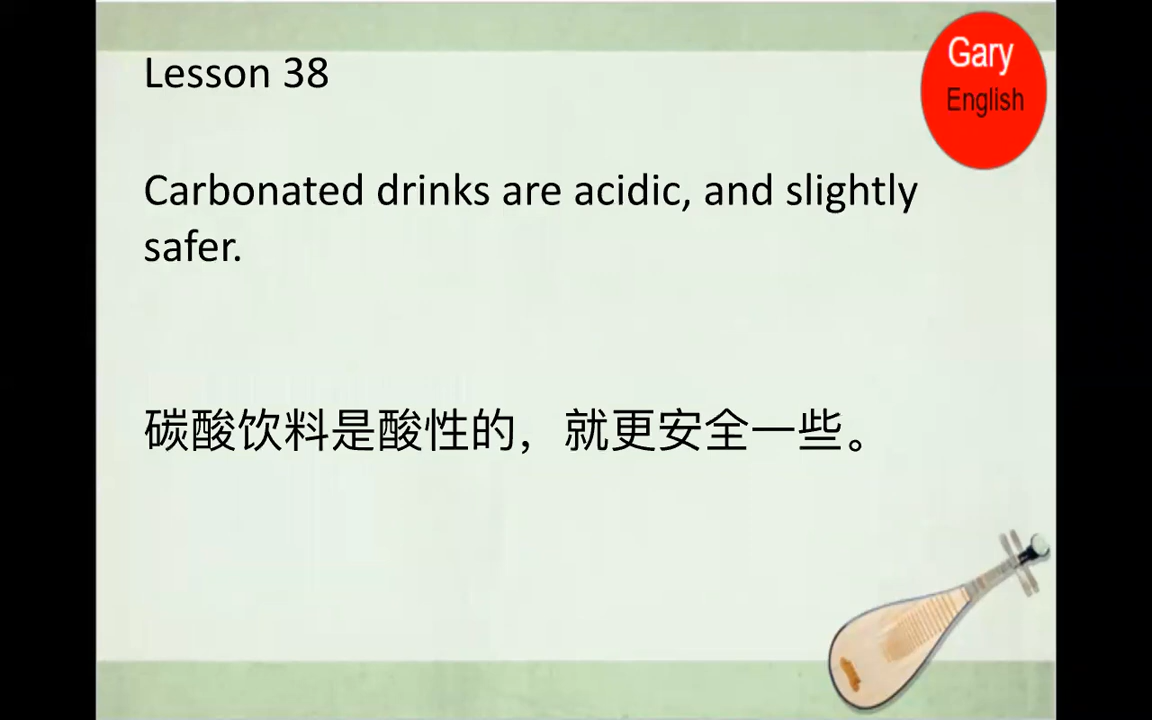 Lesson 38
Gary
English
Carbonated drinks are acidic, and slightly
safer.
碳酸饮料是酸性的，就更安全一些。